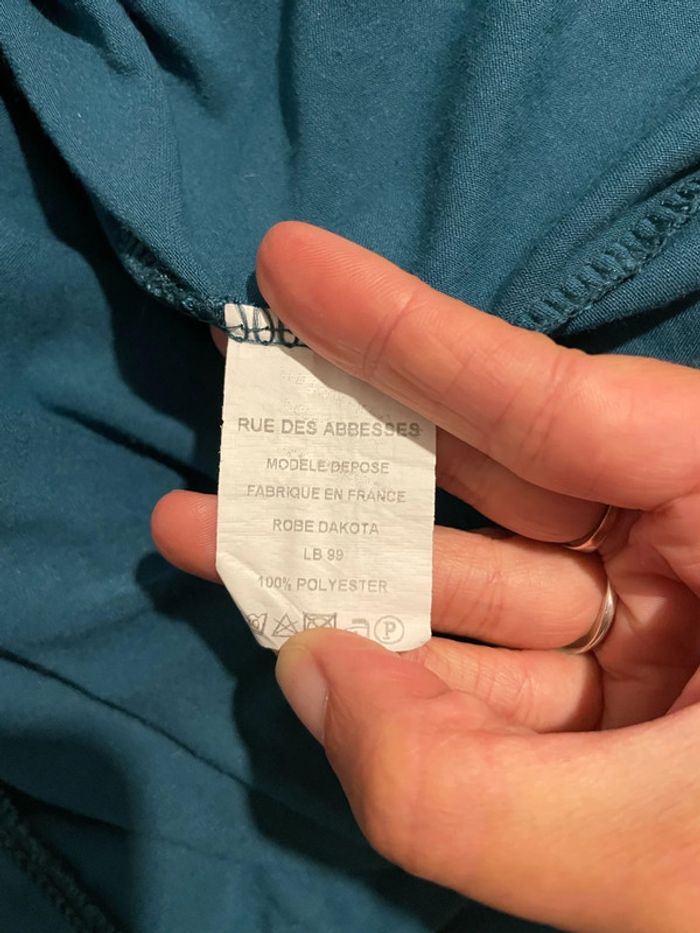 RUE DES ABBESSES
MODELE DEPOSE
FABRIQUE EN FRANCE
ROBE DAKOTA
LB 99
100% POLYESTER
P